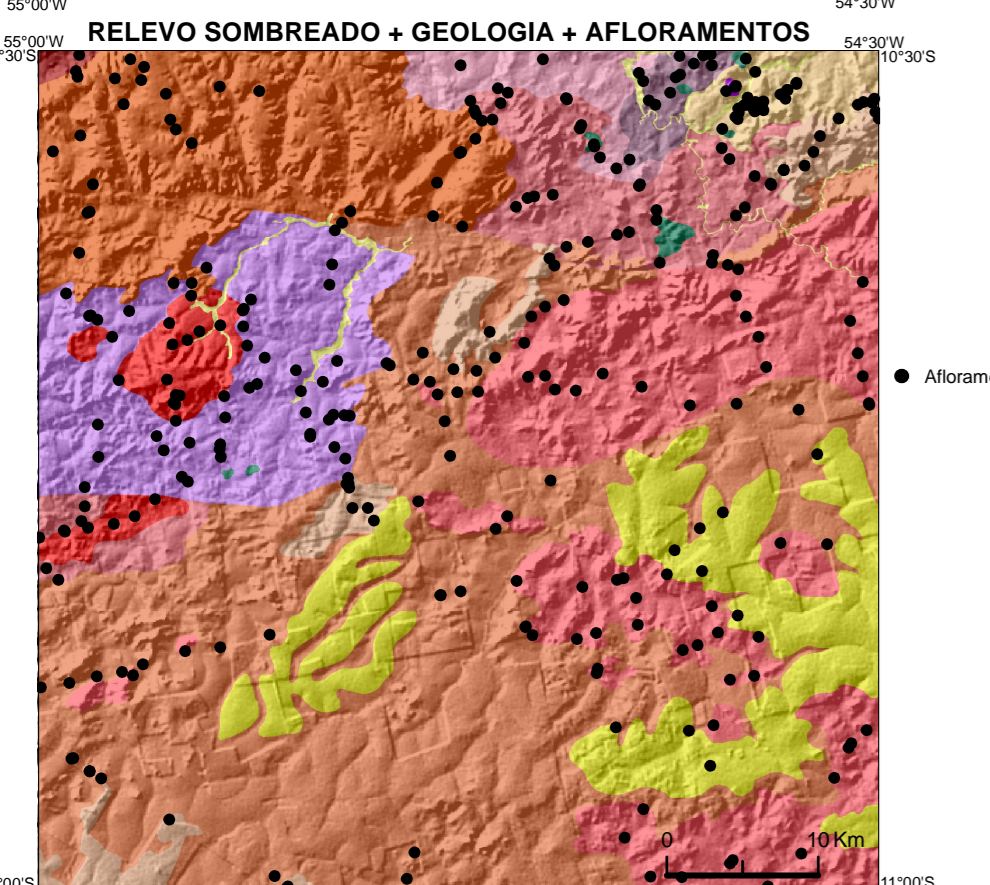 55°00'W 54°30'W
RELEVO SOMBREADO + GEOLOGIA + AFLORAMENTOS
55°00'W 54°30'W
°30'S 10°30'S
Afloram
0 10 Km
°00'S 11°00'S